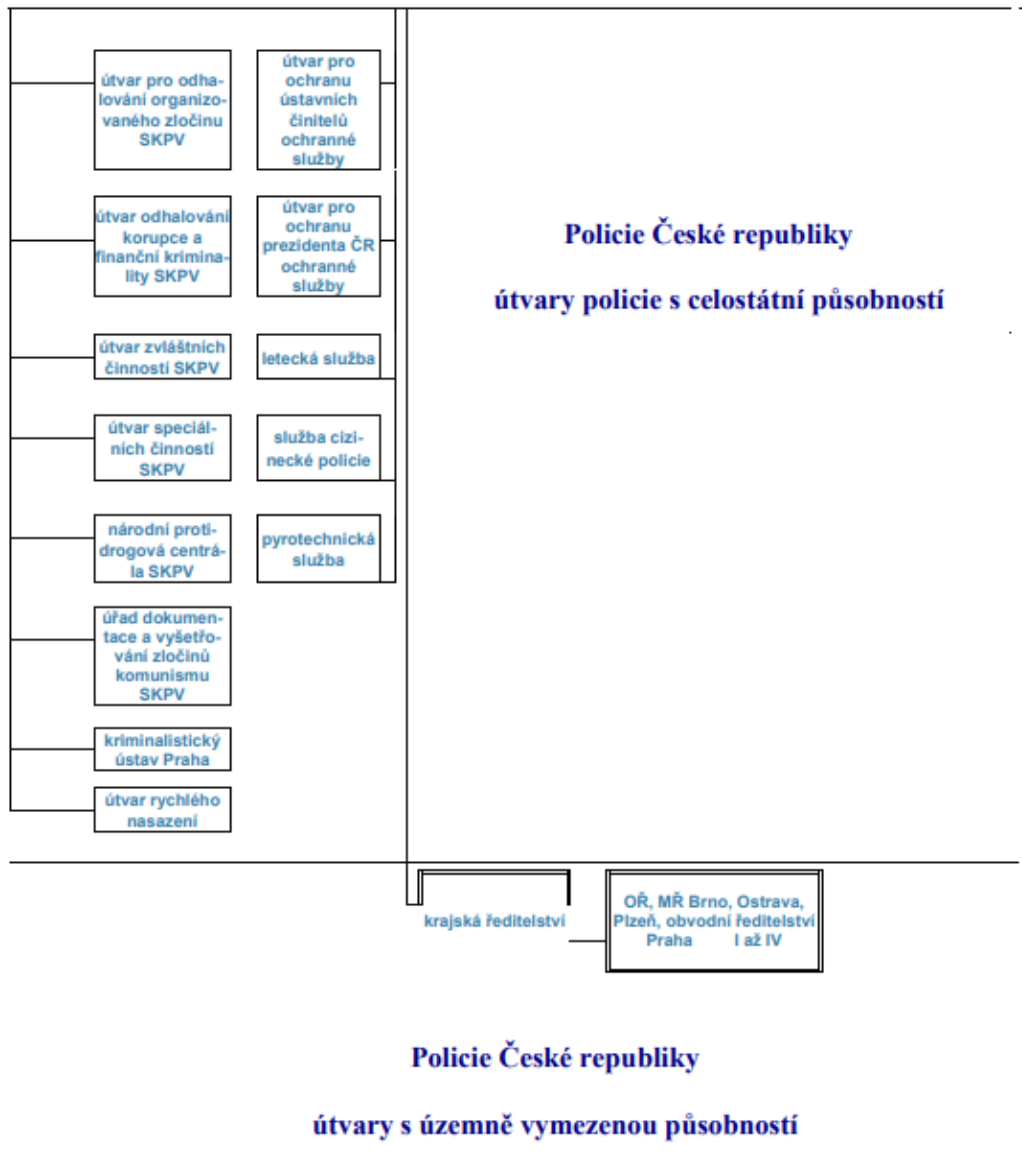 útvar pro odha-
lování organizo-
vaného zločinu
SKPV
útvar pro
ochranu
ústavních
činitelů
ochranné
služby
útvar odhalování
korupce a
finanční krimina-
lity SKPV
útvar pro
ochranu
prezidenta ČR
ochranné
služby
Policie České republiky
útvary policie s celostátní působností
útvar zvláštních
činností SKPV
letecká služba
útvar speciál-
ních činností
SKPV
služba cizi-
necké policie
národní proti-
drogová centrá-
la SKPV
pyrotechnická
služba
úřad dokumen-
tace a vyšetřo-
vání zločinů
komunismu
SKPV
kriminalistický
ústav Praha
útvar rychlého
nasazení
krajská ředitelství
OŘ, MŘ Brno, Ostrava,
Plzeň, obvodní ředitelství
Praha I až IV
Policie České republiky
útvary s územně vymezenou působností